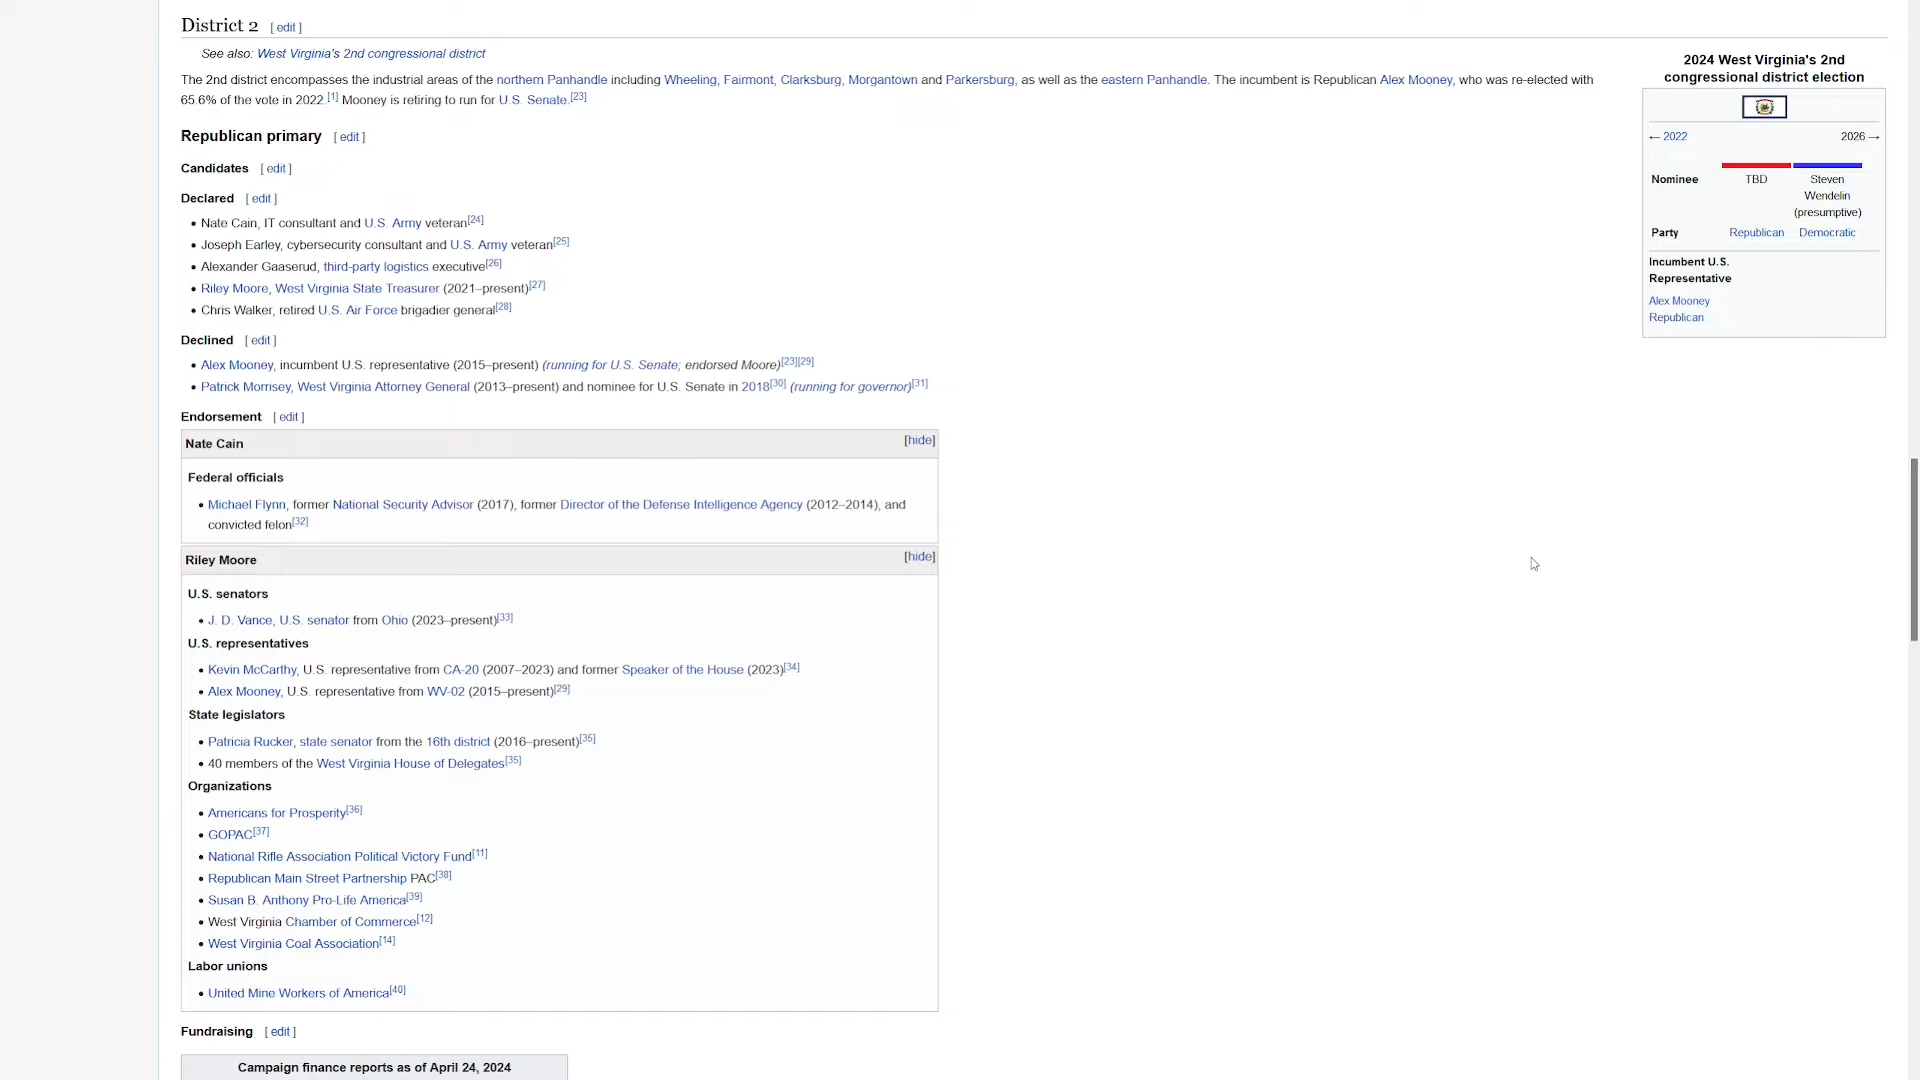 District 2 [ edit ]
See also: West Virginia's 2nd congressional district
The 2nd district encompasses the industrial areas of the northern Panhandle including Wheeling, Fairmont, Clarksburg, Morgantown and Parkersburg, as well as the eastern Panhandle. The incumbent is Republican Alex Mooney, who was re-elected with
65.6% of the vote in 2022.[1] Mooney is retiring to run for U.S. Senate.[23]
Republican primary [ edit ]
Candidates [ edit ]
Declared [ edit ]
• Nate Cain, IT consultant and U.S. Army veteran[24]
• Joseph Earley, cybersecurity consultant and U.S. Army veteran[25]
• Alexander Gaaserud, third-party logistics executive[26]
• Riley Moore, West Virginia State Treasurer (2021–present)[27]
• Chris Walker, retired U.S. Air Force brigadier general[28]
Declined [ edit ]
• Alex Mooney, incumbent U.S. representative (2015–present) (running for U.S. Senate; endorsed Moore)[23][29]
• Patrick Morrisey, West Virginia Attorney General (2013–present) and nominee for U.S. Senate in 2018[30] (running for governor)[31]
Endorsement [ edit ]
Nate Cain [hide]
Federal officials
• Michael Flynn, former National Security Advisor (2017), former Director of the Defense Intelligence Agency (2012–2014), and
convicted felon[32]
Riley Moore [hide]
U.S. senators
• J. D. Vance, U.S. senator from Ohio (2023–present)[33]
U.S. representatives
• Kevin McCarthy, U.S. representative from CA-20 (2007–2023) and former Speaker of the House (2023)[34]
• Alex Mooney, U.S. representative from WV-02 (2015–present)[29]
State legislators
• Patricia Rucker, state senator from the 16th district (2016–present)[35]
• 40 members of the West Virginia House of Delegates[35]
Organizations
• Americans for Prosperity[36]
• GOPAC[37]
• National Rifle Association Political Victory Fund[11]
• Republican Main Street Partnership PAC[38]
• Susan B. Anthony Pro-Life America[39]
• West Virginia Chamber of Commerce[12]
• West Virginia Coal Association[14]
Labor unions
• United Mine Workers of America[40]
Fundraising [ edit ]
Campaign finance reports as of April 24, 2024
2024 West Virginia's 2nd
congressional district election
← 2022 2026 →
Nominee TBD Steven
Wendelin
(presumptive)
Party Republican Democratic
Incumbent U.S.
Representative
Alex Mooney
Republican